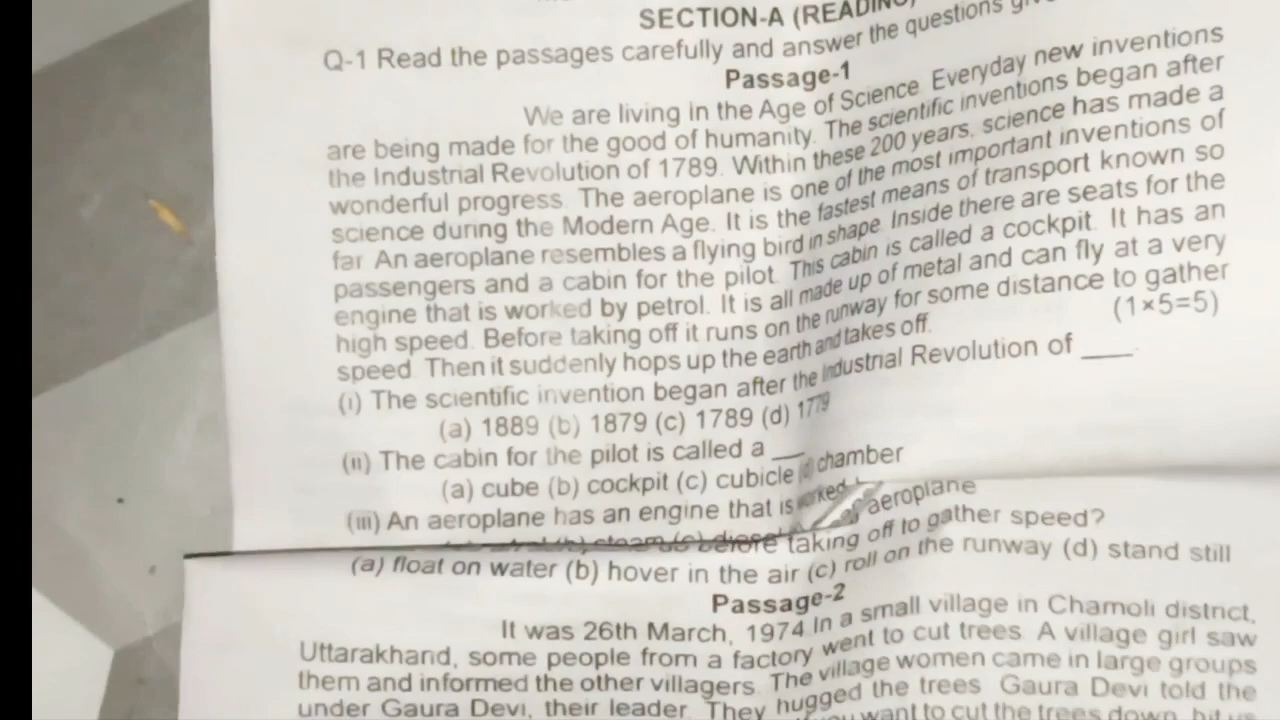 SECTION-A (READING)
Q-1 Read the passages carefully and answer the questions
Passage-1
We are living in the Age of Science. Everyday new inventions
are being made for the good of humanity. The scientific inventions began after
the Industrial Revolution of 1789. Within these 200 years, science has made a
wonderful progress. The aeroplane is one of the most important inventions of
science during the Modern Age. It is the fastest means of transport known so
far. An aeroplane resembles a flying bird in shape. Inside there are seats for the
passengers and a cabin for the pilot. This cabin is called a cockpit. It has an
engine that is worked by petrol. It is all made up of metal and can fly at a very
high speed. Before taking off it runs on the runway for some distance to gather
speed. Then it suddenly hops up the earth and takes off.
(1×5=5)
(i) The scientific invention began after the Industrial Revolution of ___.
(a) 1889 (b) 1879 (c) 1789 (d) 1779
(ii) The cabin for the pilot is called a ___
(a) cube (b) cockpit (c) cubicle (d) chamber
(iii) An aeroplane has an engine that is worked
aeroplane
taking off to gather speed?
(a) float on water (b) hover in the air (c) roll on the runway (d) stand still
Passage-2
It was 26th March, 1974. In a small village in Chamoli district,
Uttarakhand, some people from a factory went to cut trees. A village girl saw
them and informed the other villagers. The village women came in large groups
under Gaura Devi, their leader. They hugged the trees. Gaura Devi told the
you want to cut the trees down, hit us